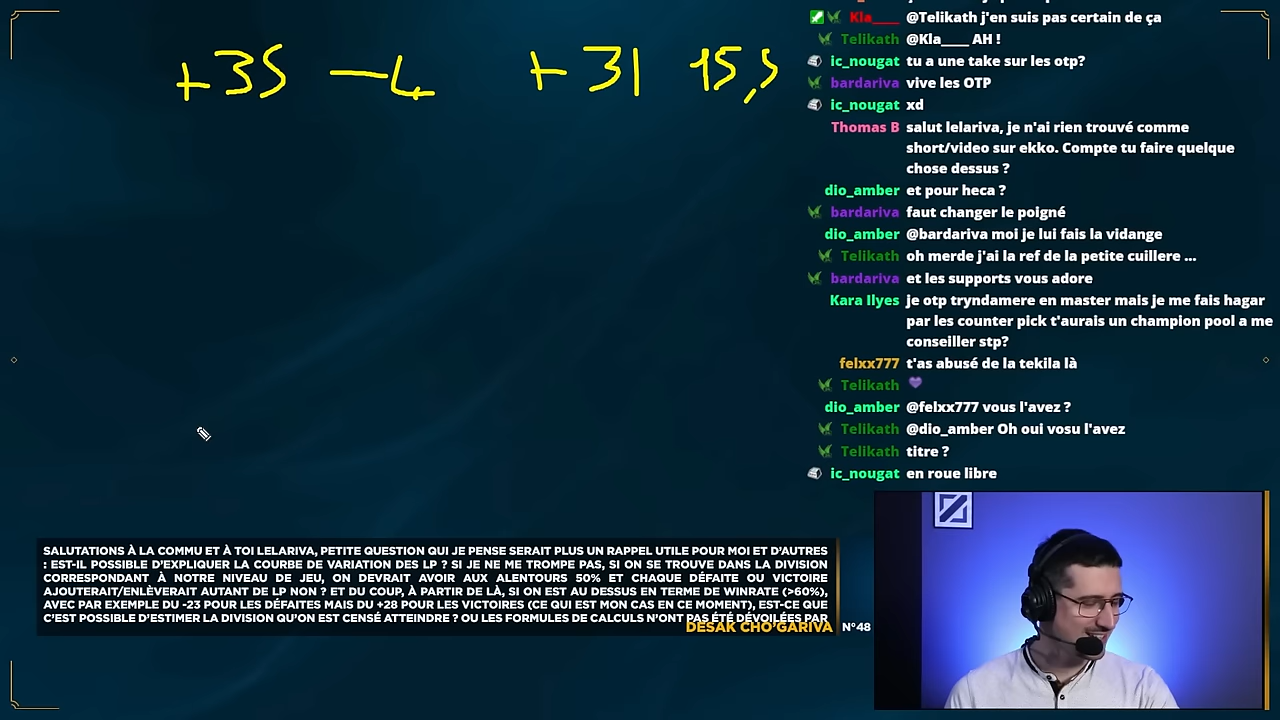 +35 -4 +31 15,5
Kla____ @Telikath j'en suis pas certain de ça
Telikath @Kla____ AH !
ic_nougat tu a une take sur les otp?
bardariva vive les OTP
ic_nougat xd
Thomas B salut lelariva, je n'ai rien trouvé comme
short/video sur ekko. Compte tu faire quelque
chose dessus ?
dio_amber et pour heca ?
bardariva faut changer le poigné
dio_amber @bardariva moi je lui fais la vidange
Telikath oh merde j'ai la ref de la petite cuillere ...
bardariva et les supports vous adore
Kara Ilyes je otp tryndamere en master mais je me fais hagar
par les counter pick t'aurais un champion pool a me
conseiller stp?
felxx777 t'as abusé de la tekila là
Telikath
dio_amber @felxx777 vous l'avez ?
Telikath @dio_amber Oh oui vosu l'avez
Telikath titre ?
ic_nougat en roue libre
SALUTATIONS À LA COMMU ET À TOI LELARIVA, PETITE QUESTION QUI JE PENSE SERAIT PLUS UN RAPPEL UTILE POUR MOI ET D'AUTRES
: EST-IL POSSIBLE D'EXPLIQUER LA COURBE DE VARIATION DES LP ? SI JE NE ME TROMPE PAS, SI ON SE TROUVE DANS LA DIVISION
CORRESPONDANT À NOTRE NIVEAU DE JEU, ON DEVRAIT AVOIR AUX ALENTOURS 50% ET CHAQUE DÉFAITE OU VICTOIRE
AJOUTERAIT/ENLÈVERAIT AUTANT DE LP NON ? ET DU COUP, À PARTIR DE LÀ, SI ON EST AU DESSUS EN TERME DE WINRATE (>60%),
AVEC PAR EXEMPLE DU -23 POUR LES DÉFAITES MAIS DU +28 POUR LES VICTOIRES (CE QUI EST MON CAS EN CE MOMENT), EST-CE QUE
C'EST POSSIBLE D'ESTIMER LA DIVISION QU'ON EST CENSÉ ATTEINDRE ? OU LES FORMULES DE CALCULS N'ONT PAS ÉTÉ DÉVOILÉES PAR
DESAK CHO'GARIVA N°48